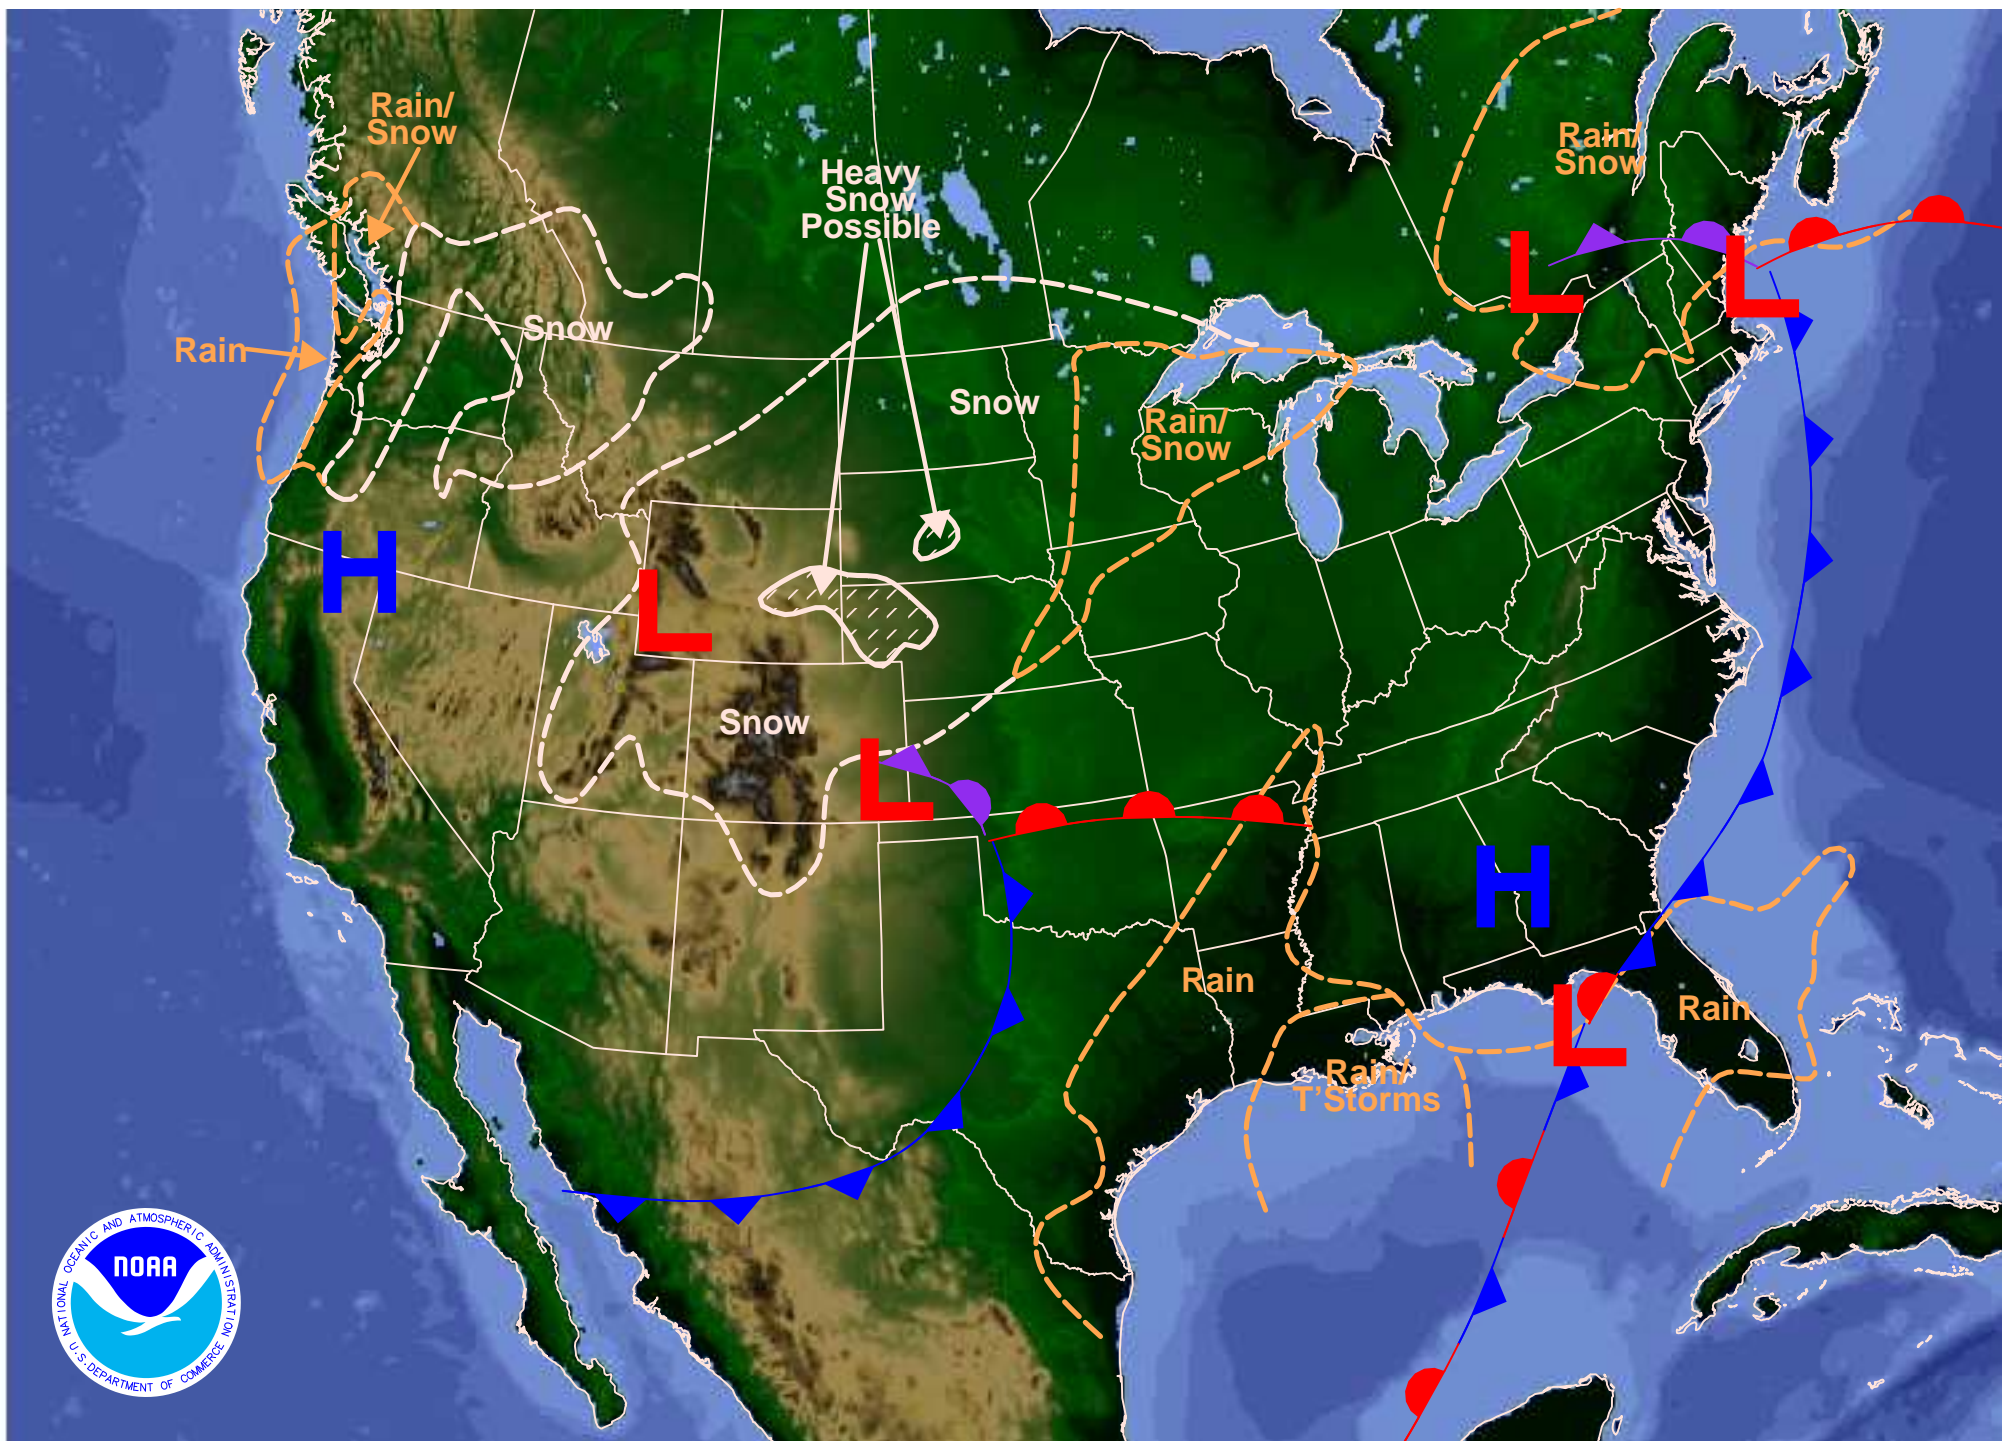 Rain/
Snow
Rain/
Snow
Heavy
Snow
Possible
Snow
Rain
Snow
Rain/
Snow
L
L
H
L
Snow
L
H
Rain
L
Rain
Rain/
T'Storms
NATIONAL OCEANIC AND ATMOSPHERIC ADMINISTRATION
NOAA
U.S. DEPARTMENT OF COMMERCE